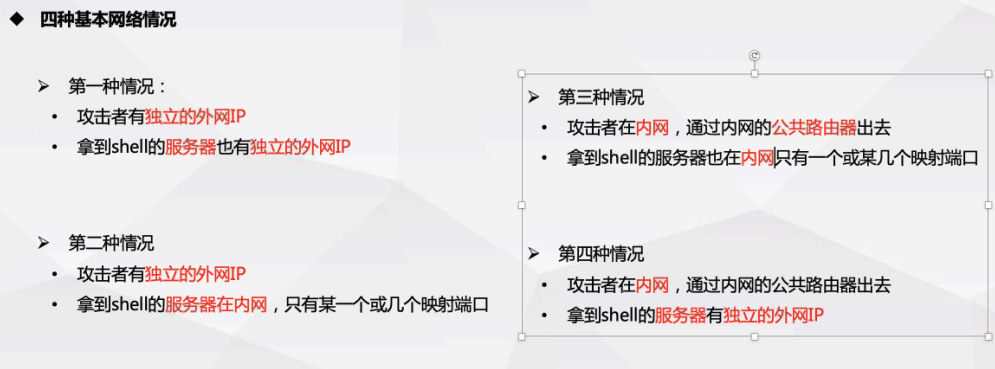 四种基本网络情况
第一种情况：
攻击者有独立的外网IP
拿到shell的服务器也有独立的外网IP
第二种情况
攻击者有独立的外网IP
拿到shell的服务器在内网，只有某一个或几个映射端口
第三种情况
攻击者在内网，通过内网的公共路由器出去
拿到shell的服务器也在内网只有一个或某几个映射端口
第四种情况
攻击者在内网，通过内网的公共路由器出去
拿到shell的服务器有独立的外网IP